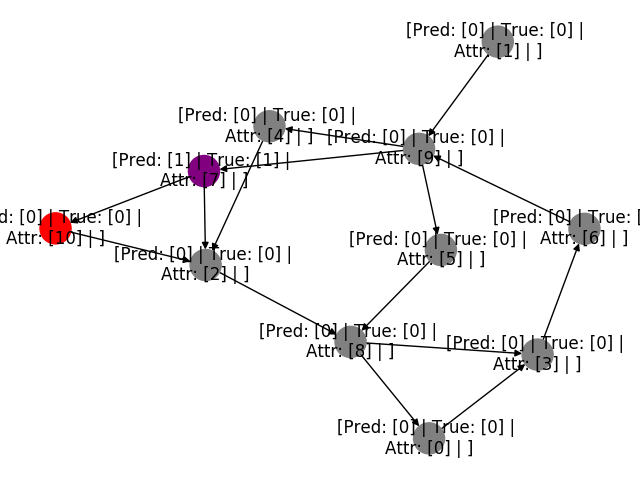 [Pred: [0] | True: [0] |
Attr: [1] | ]
[Pred: [0] | True: [0] |
Attr: [4] | ]
[Pred: [0] | True: [0] |
Attr: [9] | ]
[Pred: [1] | True: [1] |
Attr: [7] | ]
d: [0] | True: [0] |
Attr: [10] | ]
[Pred: [0] | True: [0] |
Attr: [6] | ]
[Pred: [0] | True: [0] |
Attr: [5] | ]
[Pred: [0] | True: [0] |
Attr: [2] | ]
[Pred: [0] | True: [0] |
Attr: [8] | ]
[Pred: [0] | True: [0] |
Attr: [3] | ]
[Pred: [0] | True: [0] |
Attr: [0] | ]